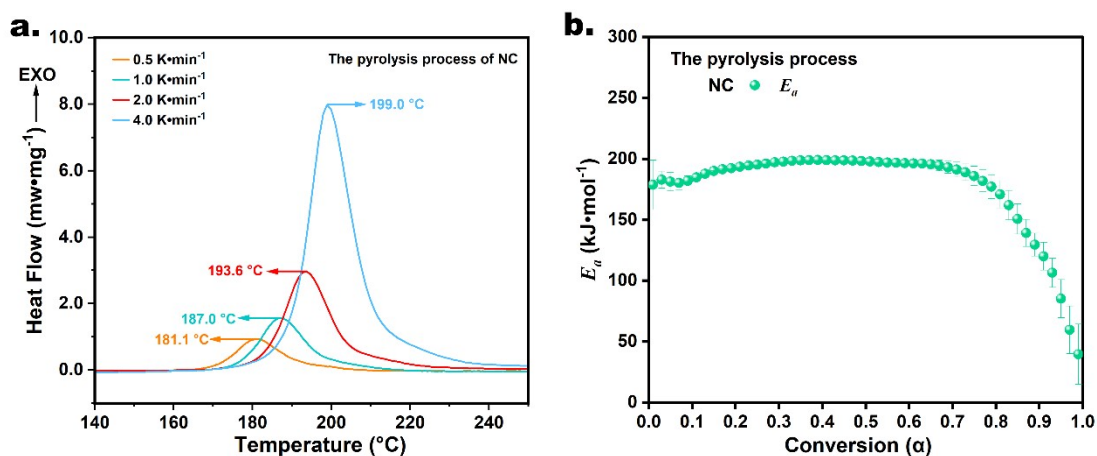 a.
10.0
8.0
6.0
4.0
2.0
0.0
Heat Flow (mw•mg⁻¹)
EXO
0.5 K•min⁻¹
1.0 K•min⁻¹
2.0 K•min⁻¹
4.0 K•min⁻¹
The pyrolysis process of NC
199.0 °C
193.6 °C
187.0 °C
181.1 °C
140 160 180 200 220 240
Temperature (°C)
b.
300
250
200
150
100
50
0
Eₐ (kJ•mol⁻¹)
The pyrolysis process
NC Eₐ
0.0 0.1 0.2 0.3 0.4 0.5 0.6 0.7 0.8 0.9 1.0
Conversion (α)